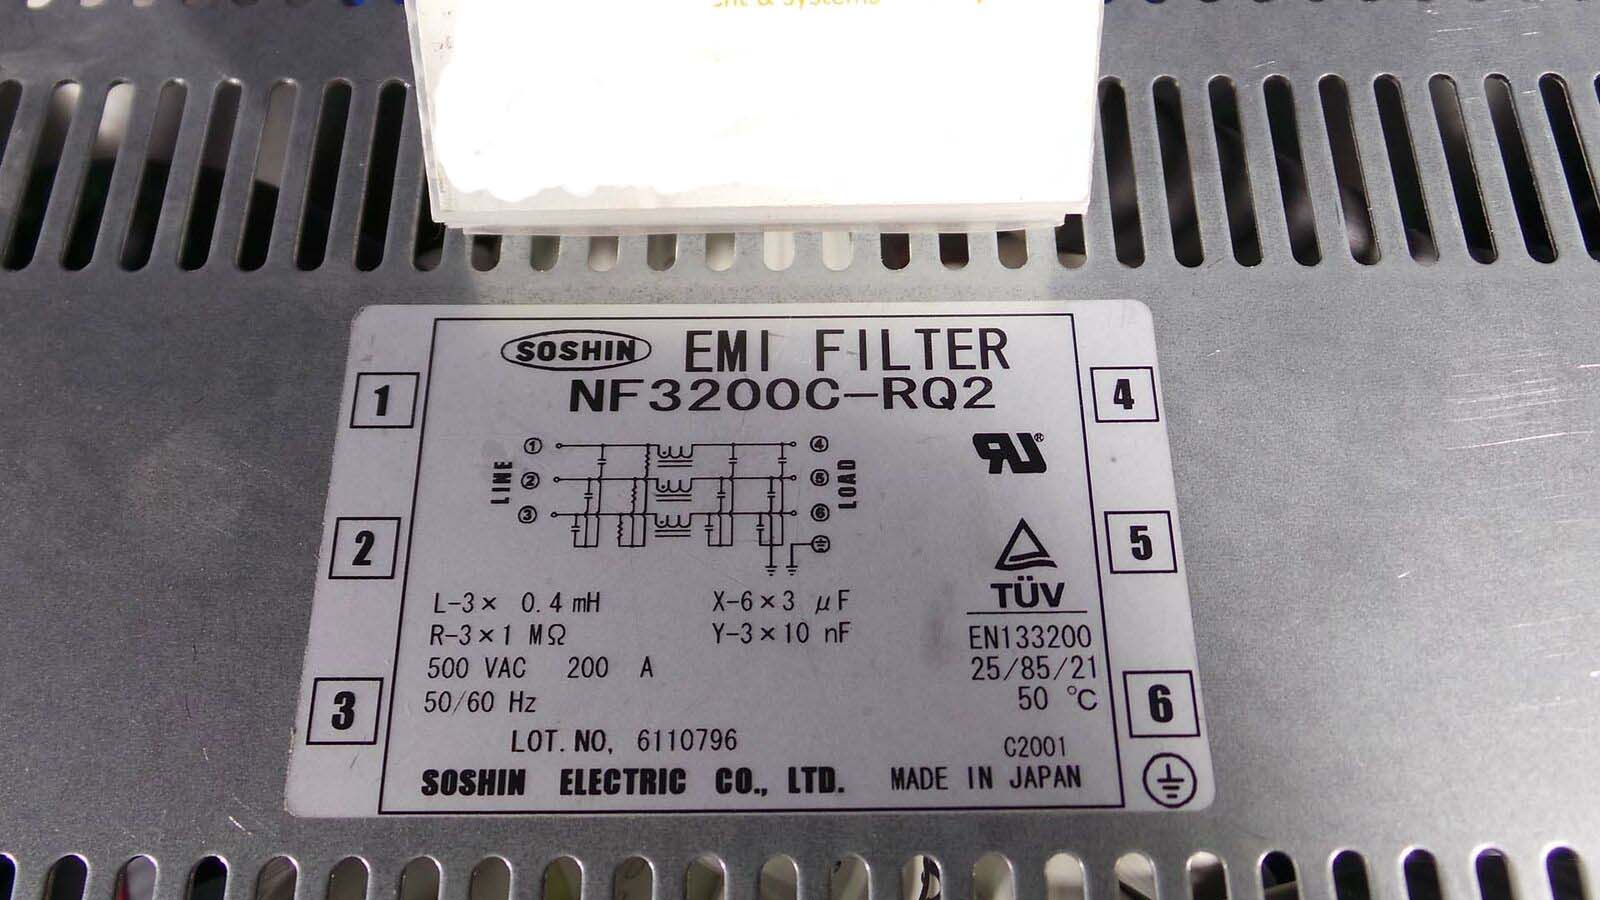 & Systems
SOSHIN EMI FILTER
NF3200C-RQ2
1
2
3
4
5
6
LINE
① ② ③
LOAD
④ ⑤ ⑥
RU®
TÜV
EN133200
25/85/21
50 °C
L-3× 0.4 mH X-6×3 μF
R-3×1 MΩ Y-3×10 nF
500 VAC 200 A
50/60 Hz
LOT. NO, 6110796
C2001
SOSHIN ELECTRIC CO., LTD. MADE IN JAPAN